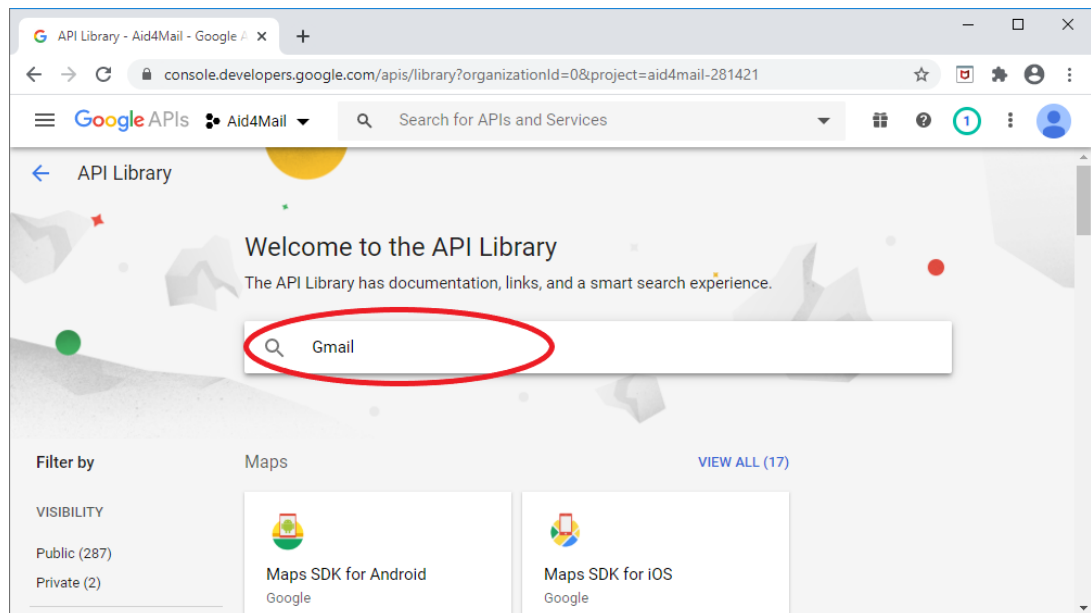 API Library - Aid4Mail - Google A
console.developers.google.com/apis/library?organizationId=0&project=aid4mail-281421
Google APIs Aid4Mail Search for APIs and Services 1
API Library
Welcome to the API Library
The API Library has documentation, links, and a smart search experience.
Gmail
Filter by
VISIBILITY
Public (287)
Private (2)
Maps VIEW ALL (17)
Maps SDK for Android
Google
Maps SDK for iOS
Google